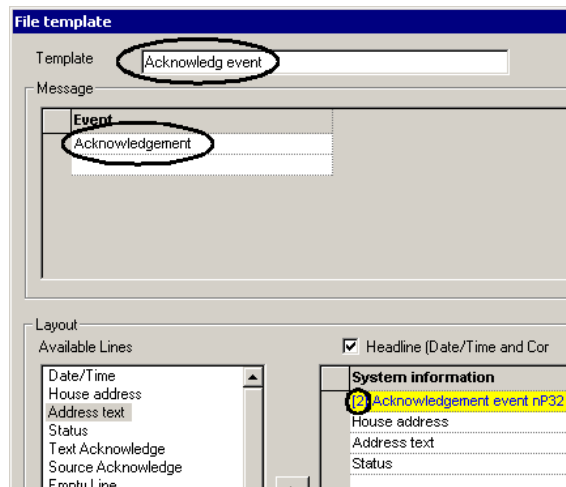 File template
Template Acknowledg event
Message
Event
Acknowledgement
Layout
Available Lines
Headline (Date/Time and Cor
Date/Time
House address
Address text
Status
Text Acknowledge
Source Acknowledge
Empty Line
System information
[2] Acknowledgement event nP32
House address
Address text
Status